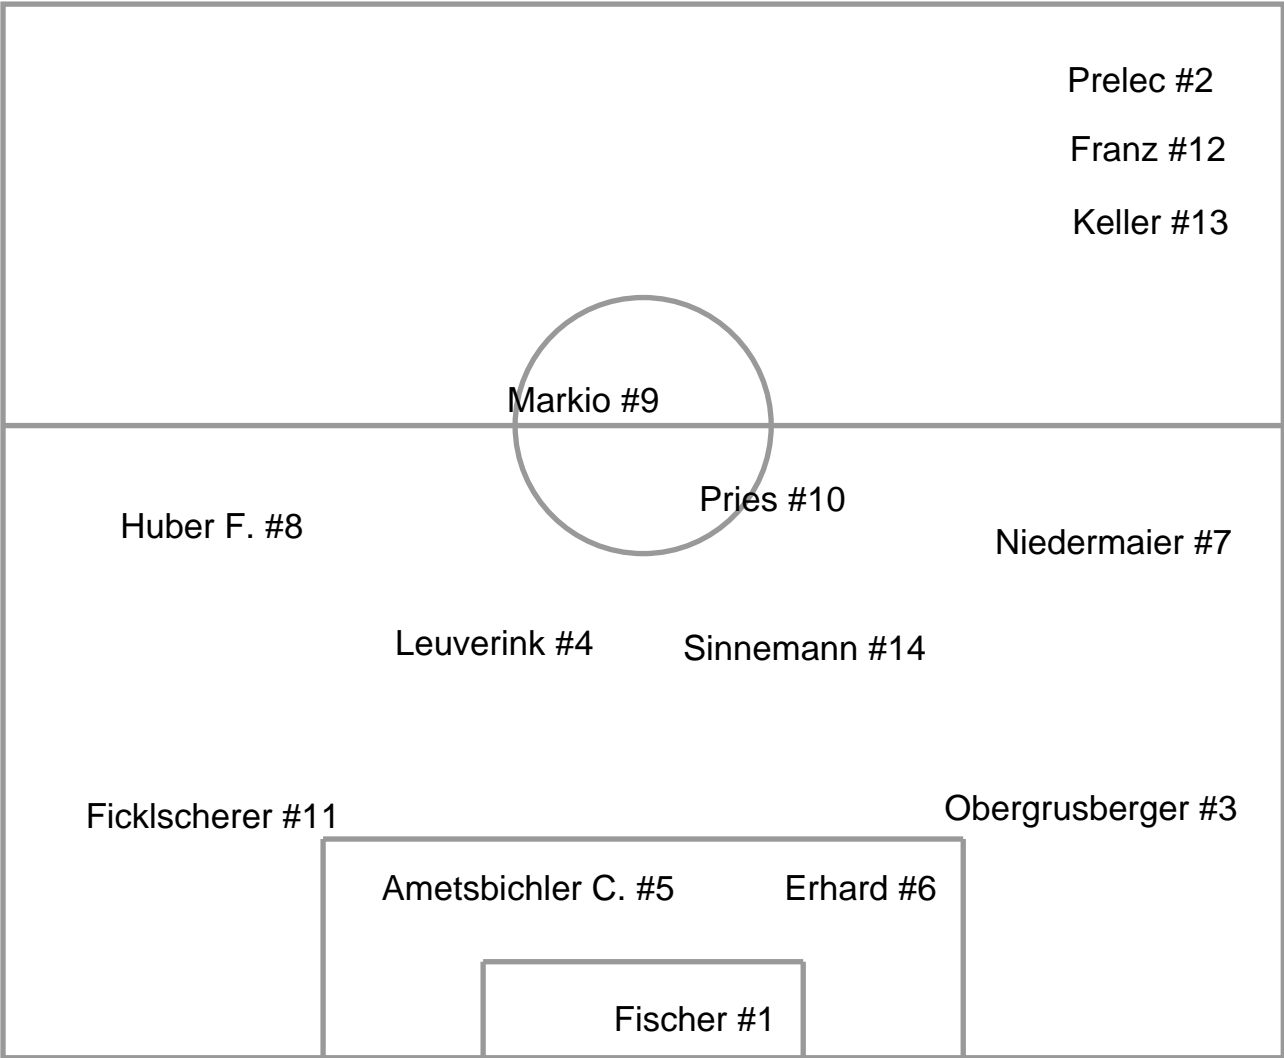 Prelec #2
Franz #12
Keller #13
Markio #9
Pries #10
Huber F. #8
Niedermaier #7
Leuverink #4
Sinnemann #14
Ficklscherer #11
Obergrusberger #3
Ametsbichler C. #5
Erhard #6
Fischer #1